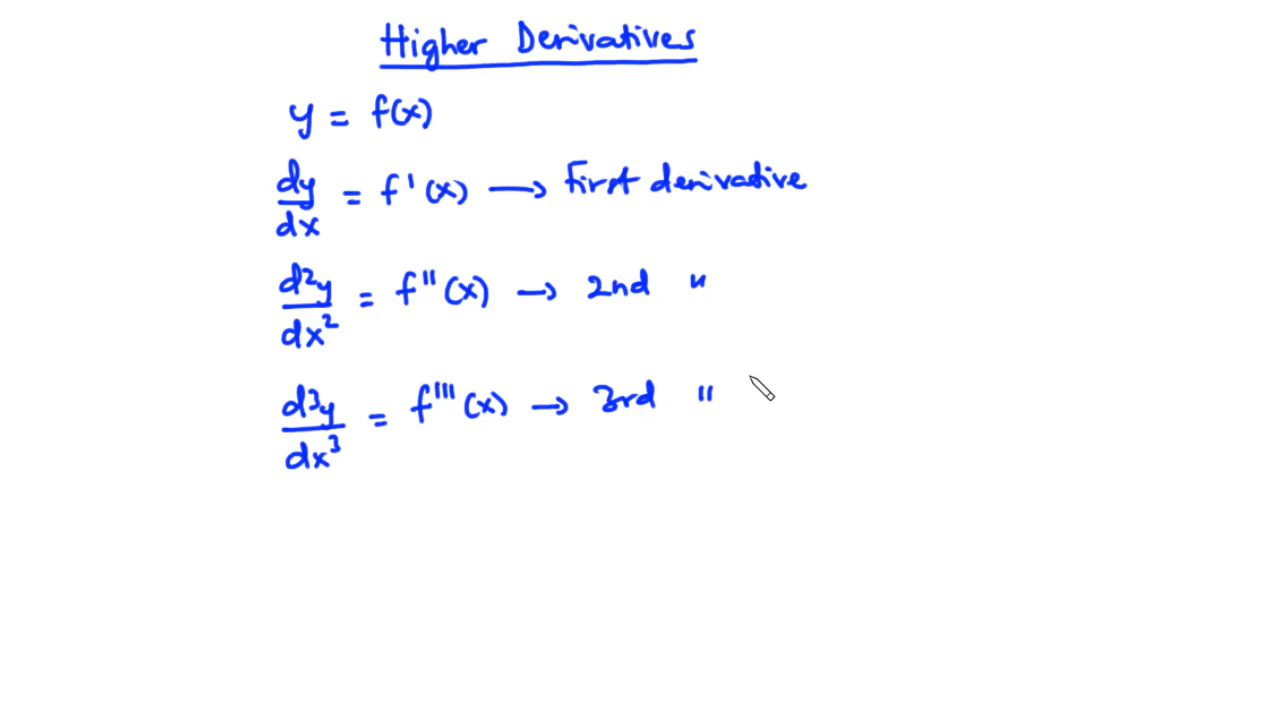 Higher Derivatives
y = f(x)
dy/dx = f'(x) → First derivative
d²y/dx² = f''(x) → 2nd "
d³y/dx³ = f'''(x) → 3rd "